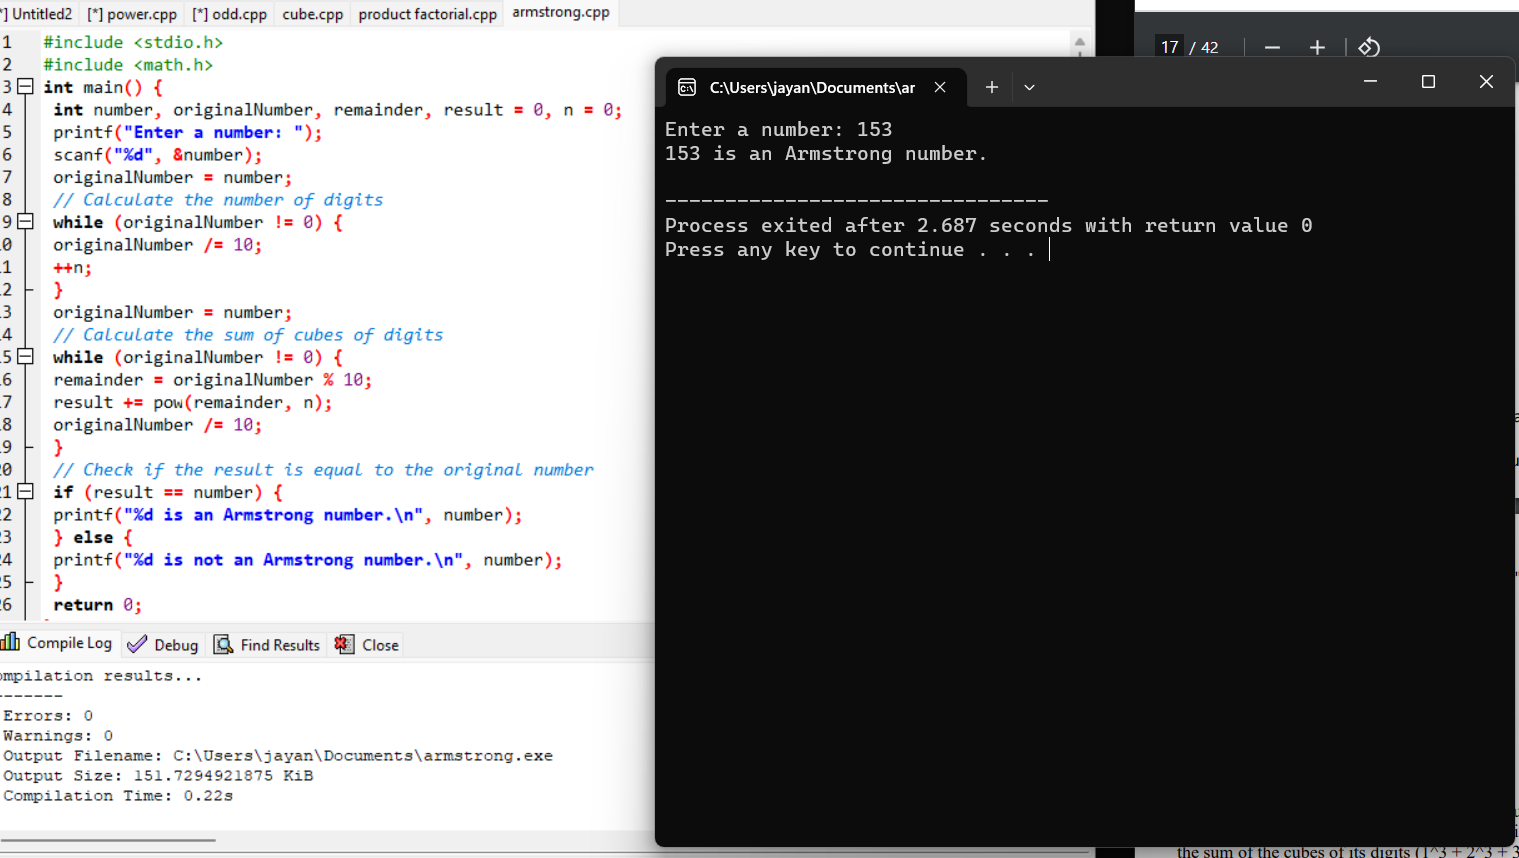 *] Untitled2 [*] power.cpp [*] odd.cpp cube.cpp product factorial.cpp armstrong.cpp
1 #include <stdio.h>
2 #include <math.h>
3 int main() {
4 int number, originalNumber, remainder, result = 0, n = 0;
5 printf("Enter a number: ");
6 scanf("%d", &number);
7 originalNumber = number;
8 // Calculate the number of digits
9 while (originalNumber != 0) {
0 originalNumber /= 10;
1 ++n;
2 }
3 originalNumber = number;
4 // Calculate the sum of cubes of digits
5 while (originalNumber != 0) {
6 remainder = originalNumber % 10;
7 result += pow(remainder, n);
8 originalNumber /= 10;
9 }
20 // Check if the result is equal to the original number
21 if (result == number) {
22 printf("%d is an Armstrong number.\n", number);
23 } else {
24 printf("%d is not an Armstrong number.\n", number);
25 }
26 return 0;
Compile Log Debug Find Results Close
ompilation results...
-------
Errors: 0
Warnings: 0
Output Filename: C:\Users\jayan\Documents\armstrong.exe
Output Size: 151.7294921875 KiB
Compilation Time: 0.22s
17 / 42
C:\Users\jayan\Documents\ar
Enter a number: 153
153 is an Armstrong number.
--------------------------------
Process exited after 2.687 seconds with return value 0
Press any key to continue . . .
the sum of the cubes of its digits (1^3 + 2^3 + 3